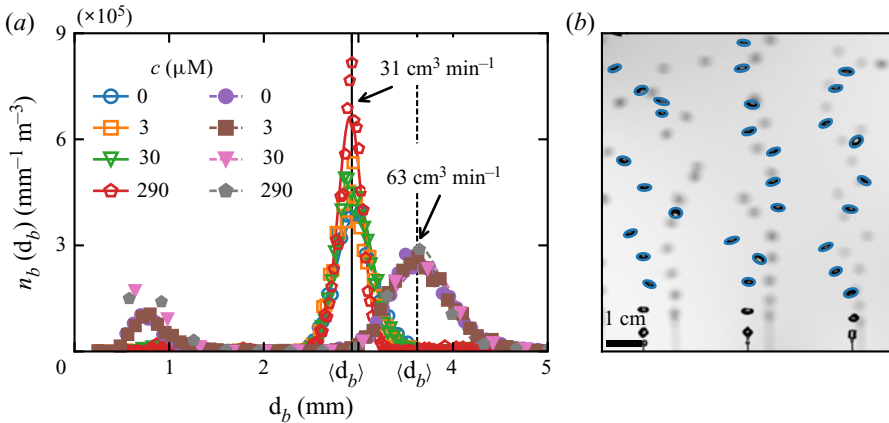 (a) (×10⁵)
(b)
9
6
3
0
n_b (d_b) (mm⁻¹ m⁻³)
c (μM)
0 0
3 3
30 30
290 290
31 cm³ min⁻¹
63 cm³ min⁻¹
0 1 2 ⟨d_b⟩ ⟨d_b⟩ 4 5
d_b (mm)
1 cm